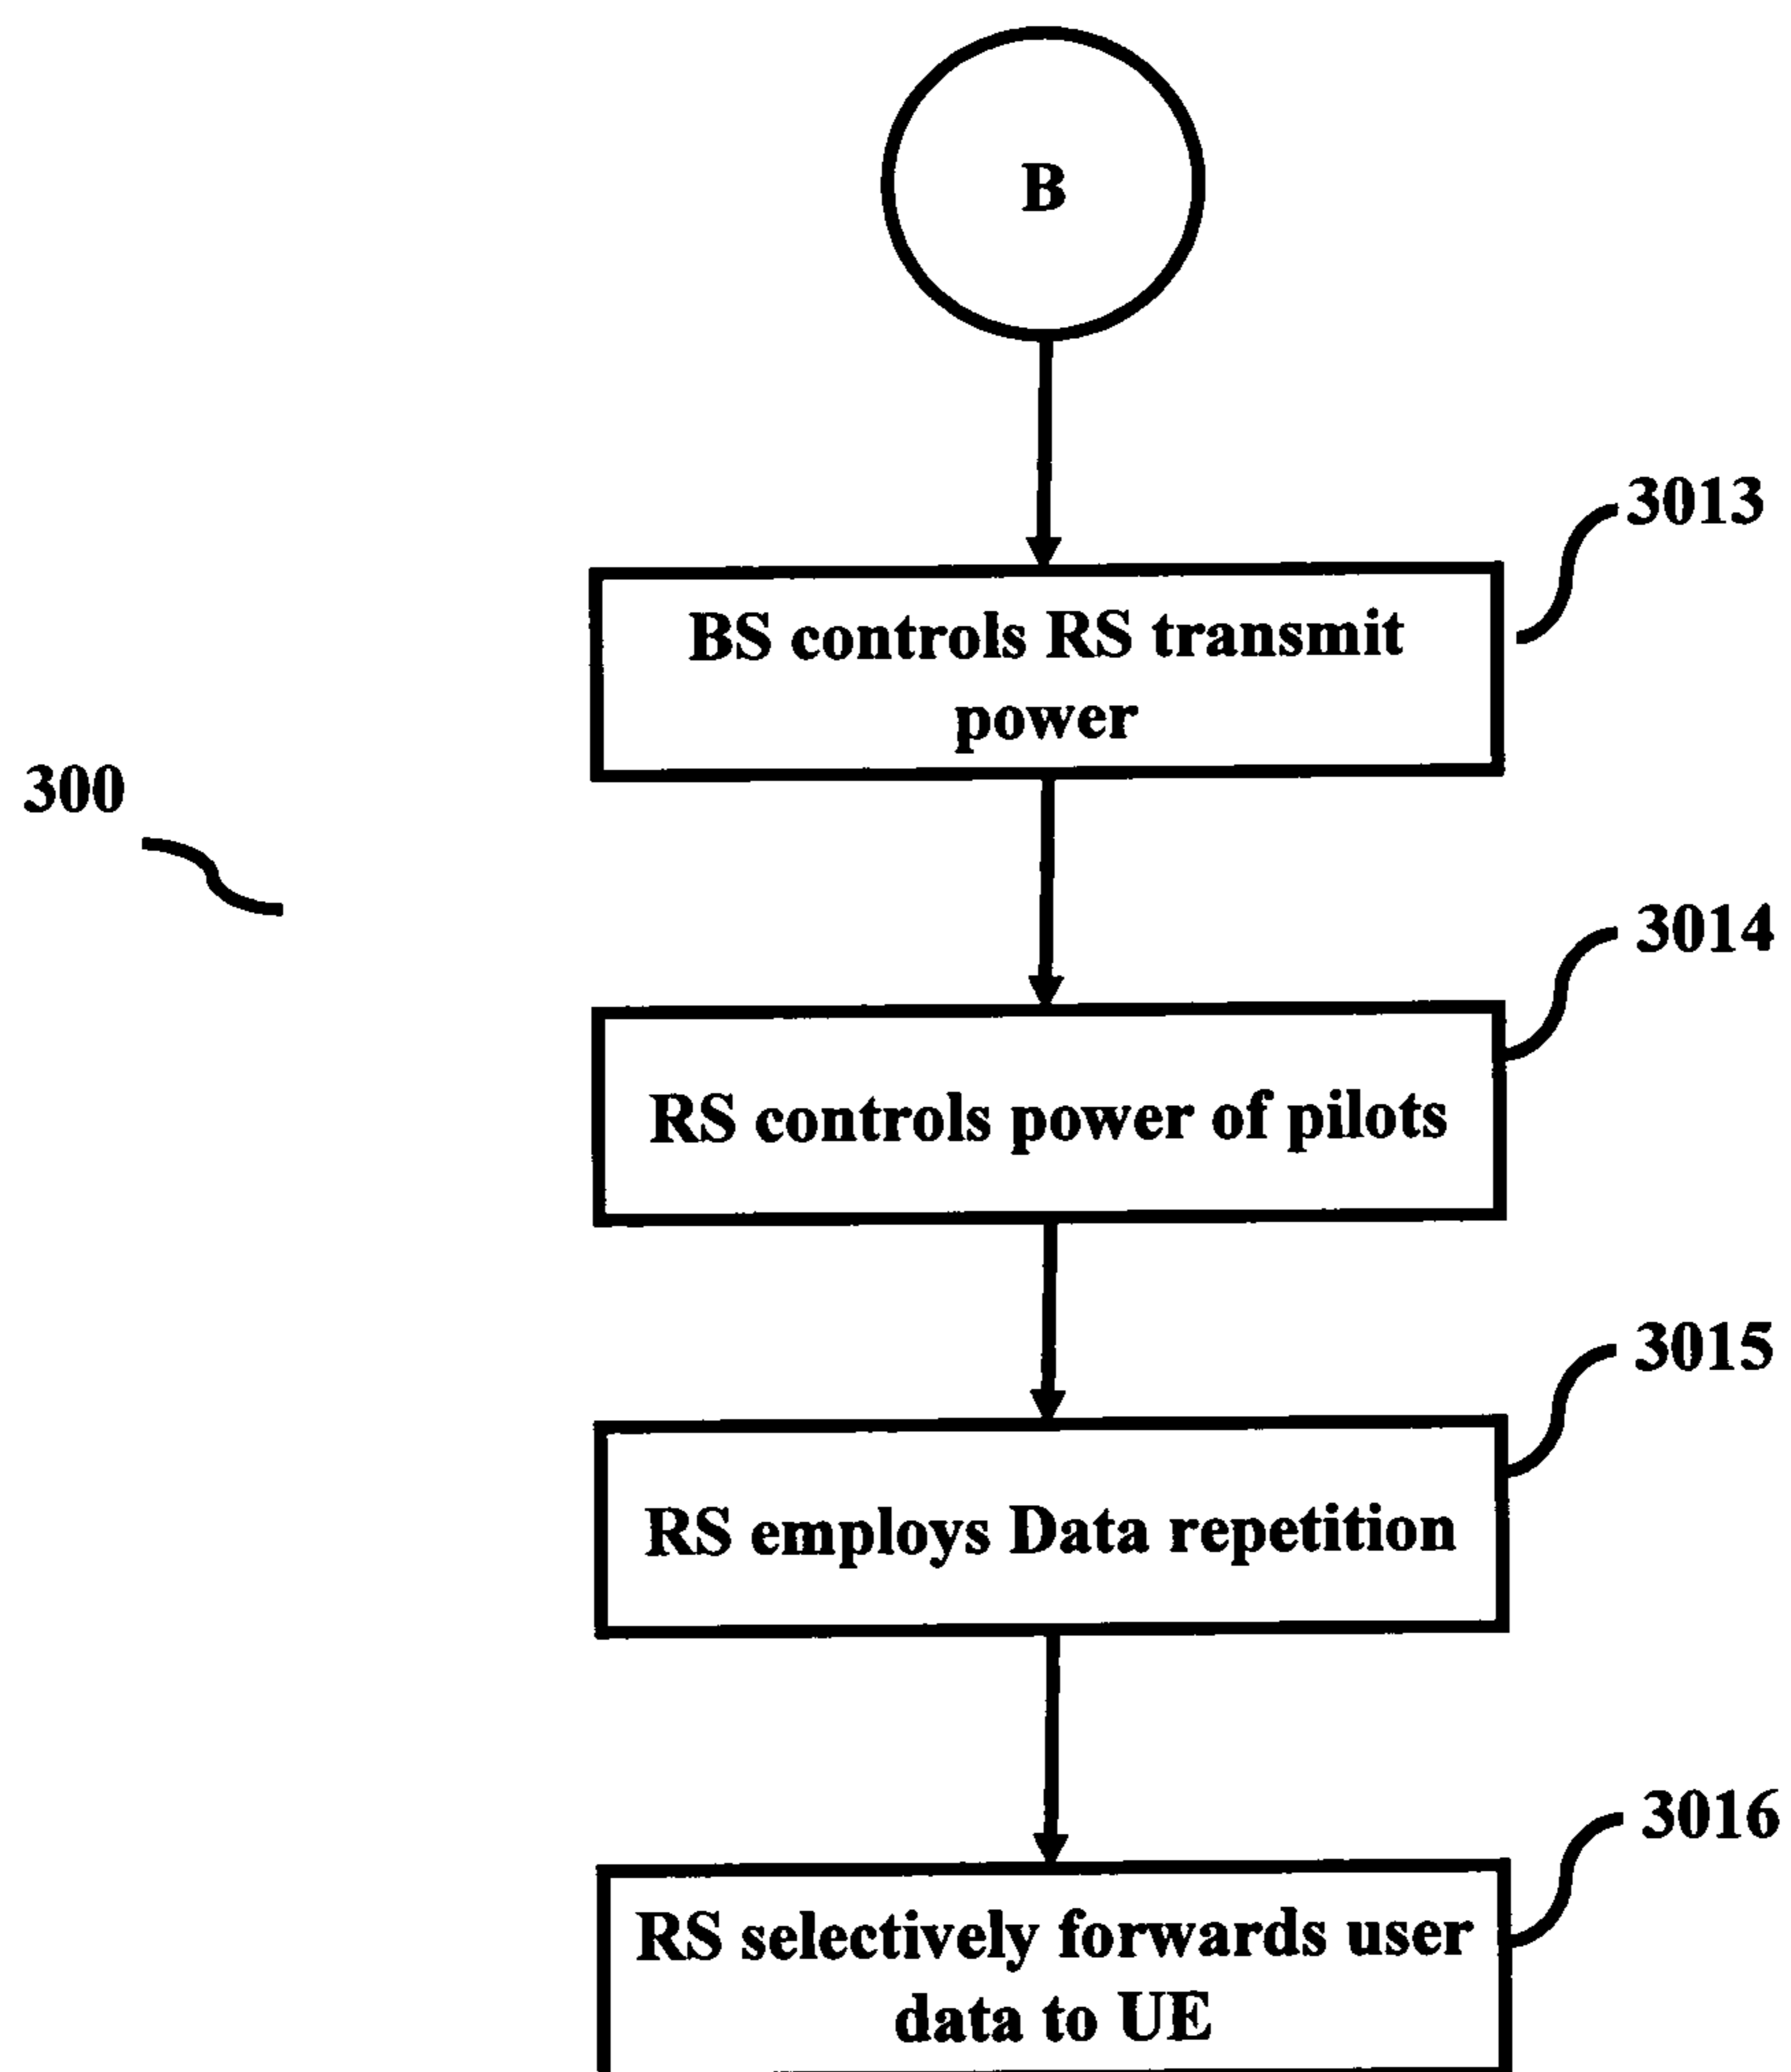 B
3013
BS controls RS transmit
power
300
3014
RS controls power of pilots
3015
RS employs Data repetition
3016
RS selectively forwards user
data to UE